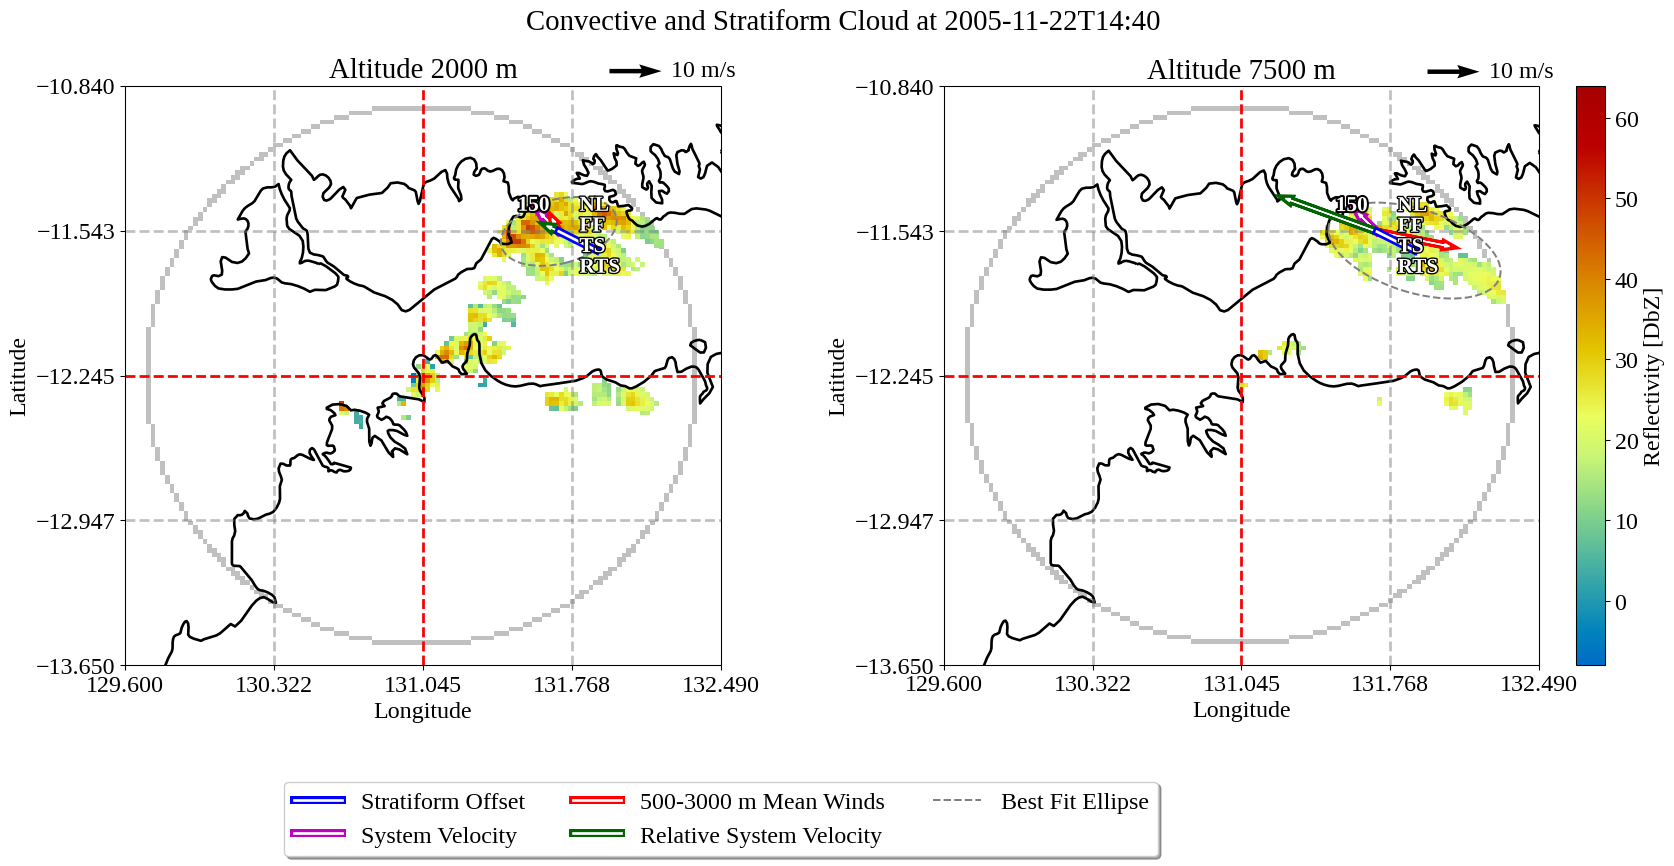 Convective and Stratiform Cloud at 2005-11-22T14:40
Altitude 2000 m
10 m/s
−10.840
−11.543
−12.245
−12.947
−13.650
Latitude
150
NL
FF
TS
RTS
129.600
130.322
131.045
131.768
132.490
Longitude
Altitude 7500 m
10 m/s
−10.840
−11.543
−12.245
−12.947
−13.650
Latitude
150
NL
FF
TS
RTS
129.600
130.322
131.045
131.768
132.490
Longitude
60
50
40
30
20
10
0
Reflectivity [DbZ]
Stratiform Offset
System Velocity
500-3000 m Mean Winds
Relative System Velocity
Best Fit Ellipse